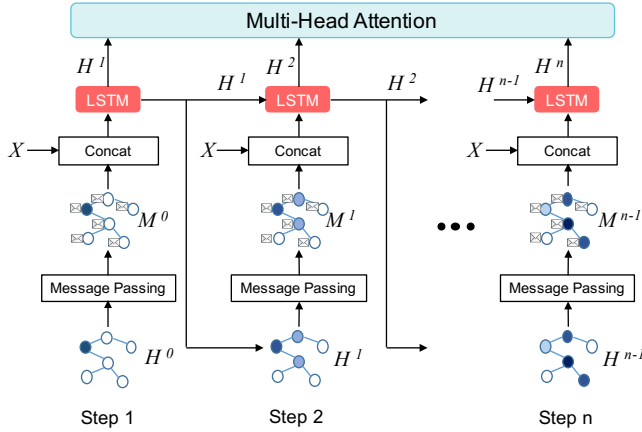 Multi-Head Attention
H^1 H^2 H^n
H^1 H^2 H^{n-1}
LSTM LSTM LSTM
X Concat X Concat X Concat
M^0 M^1 M^{n-1}
Message Passing Message Passing Message Passing
H^0 H^1 H^{n-1}
Step 1 Step 2 Step n